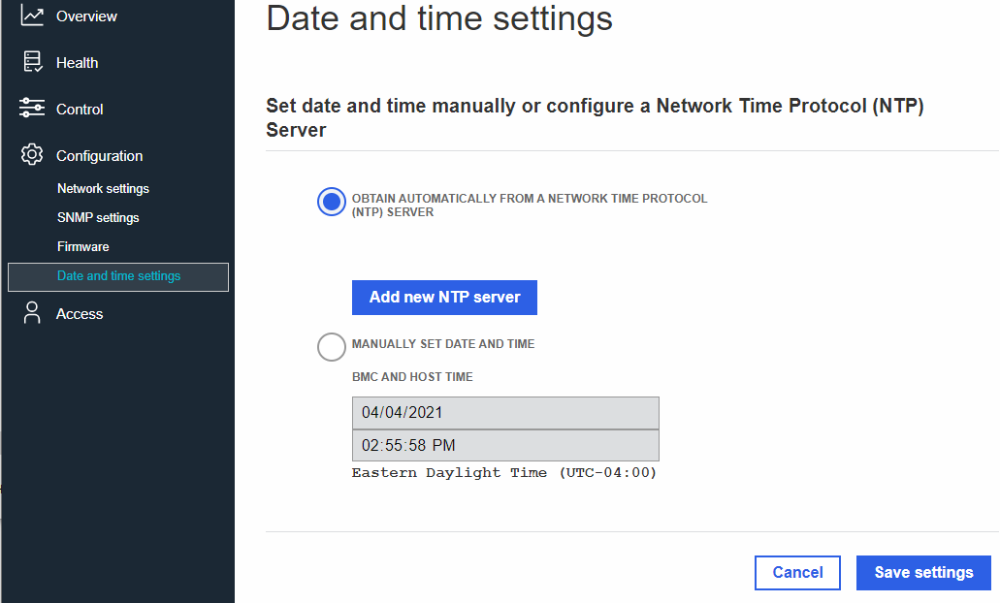 Overview
Health
Control
Configuration
Network settings
SNMP settings
Firmware
Date and time settings
Access
Date and time settings
Set date and time manually or configure a Network Time Protocol (NTP)
Server
OBTAIN AUTOMATICALLY FROM A NETWORK TIME PROTOCOL
(NTP) SERVER
Add new NTP server
MANUALLY SET DATE AND TIME
BMC AND HOST TIME
04/04/2021
02:55:58 PM
Eastern Daylight Time (UTC-04:00)
Cancel
Save settings